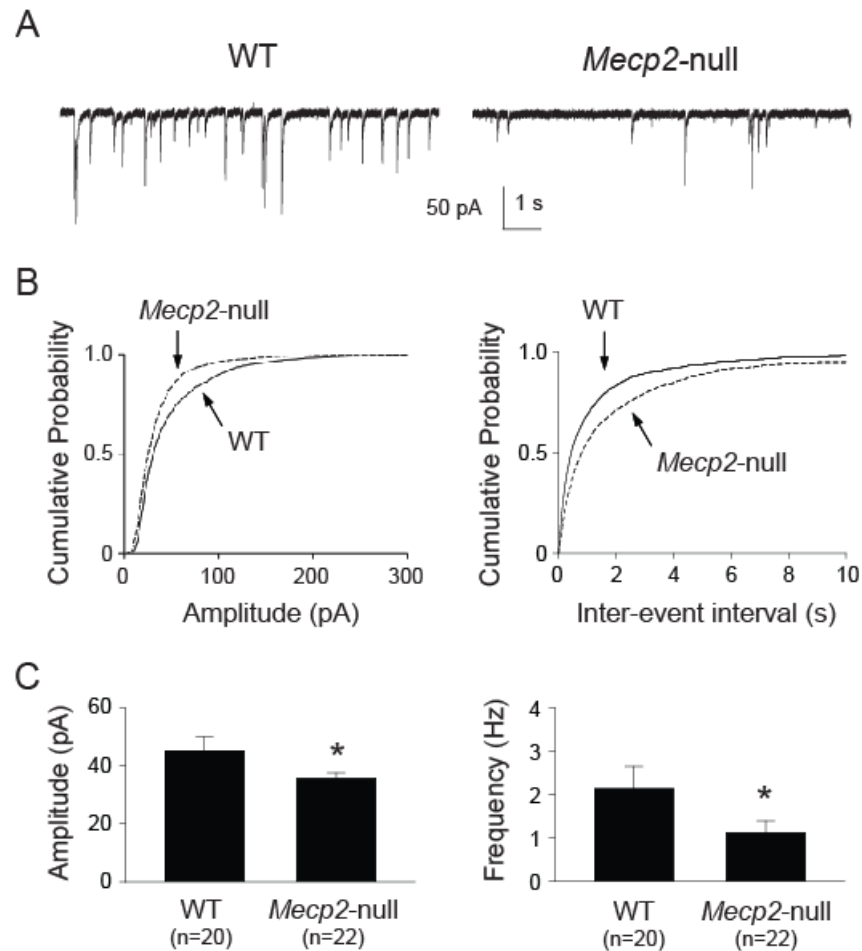 A
WT
Mecp2-null
50 pA
1 s
B
Mecp2-null
WT
Cumulative Probability
1.0
0.5
0
0
100
200
300
Amplitude (pA)
WT
Mecp2-null
Cumulative Probability
1.0
0.5
0
0
2
4
6
8
10
Inter-event interval (s)
C
Amplitude (pA)
60
40
20
0
*
WT
(n=20)
Mecp2-null
(n=22)
Frequency (Hz)
4
3
2
1
0
*
WT
(n=20)
Mecp2-null
(n=22)